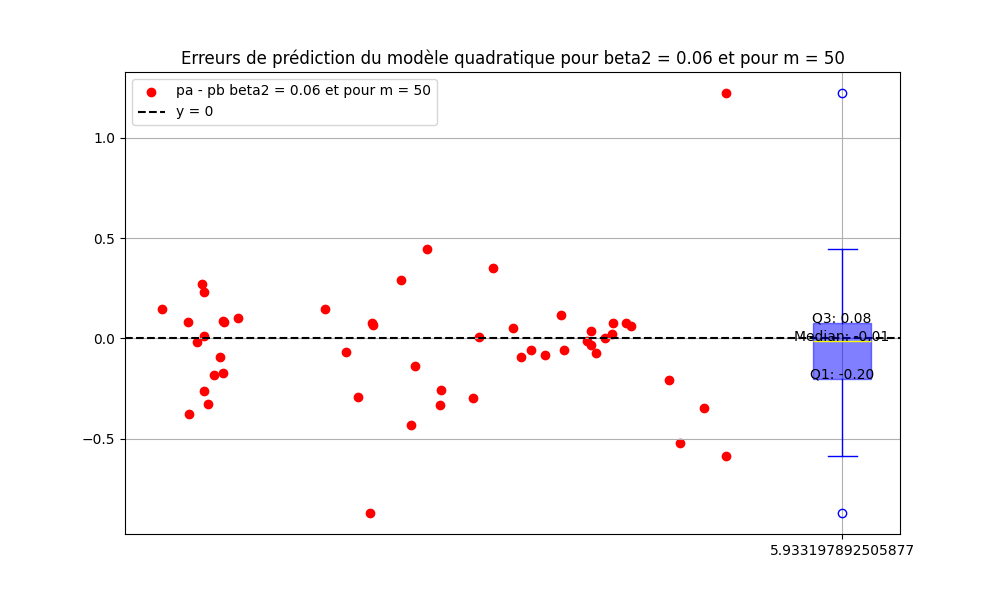 Erreurs de prédiction du modèle quadratique pour beta2 = 0.06 et pour m = 50
pa - pb beta2 = 0.06 et pour m = 50
y = 0
1.0
0.5
0.0
−0.5
Q3: 0.08
Median: -0.01
Q1: -0.20
5.933197892505877